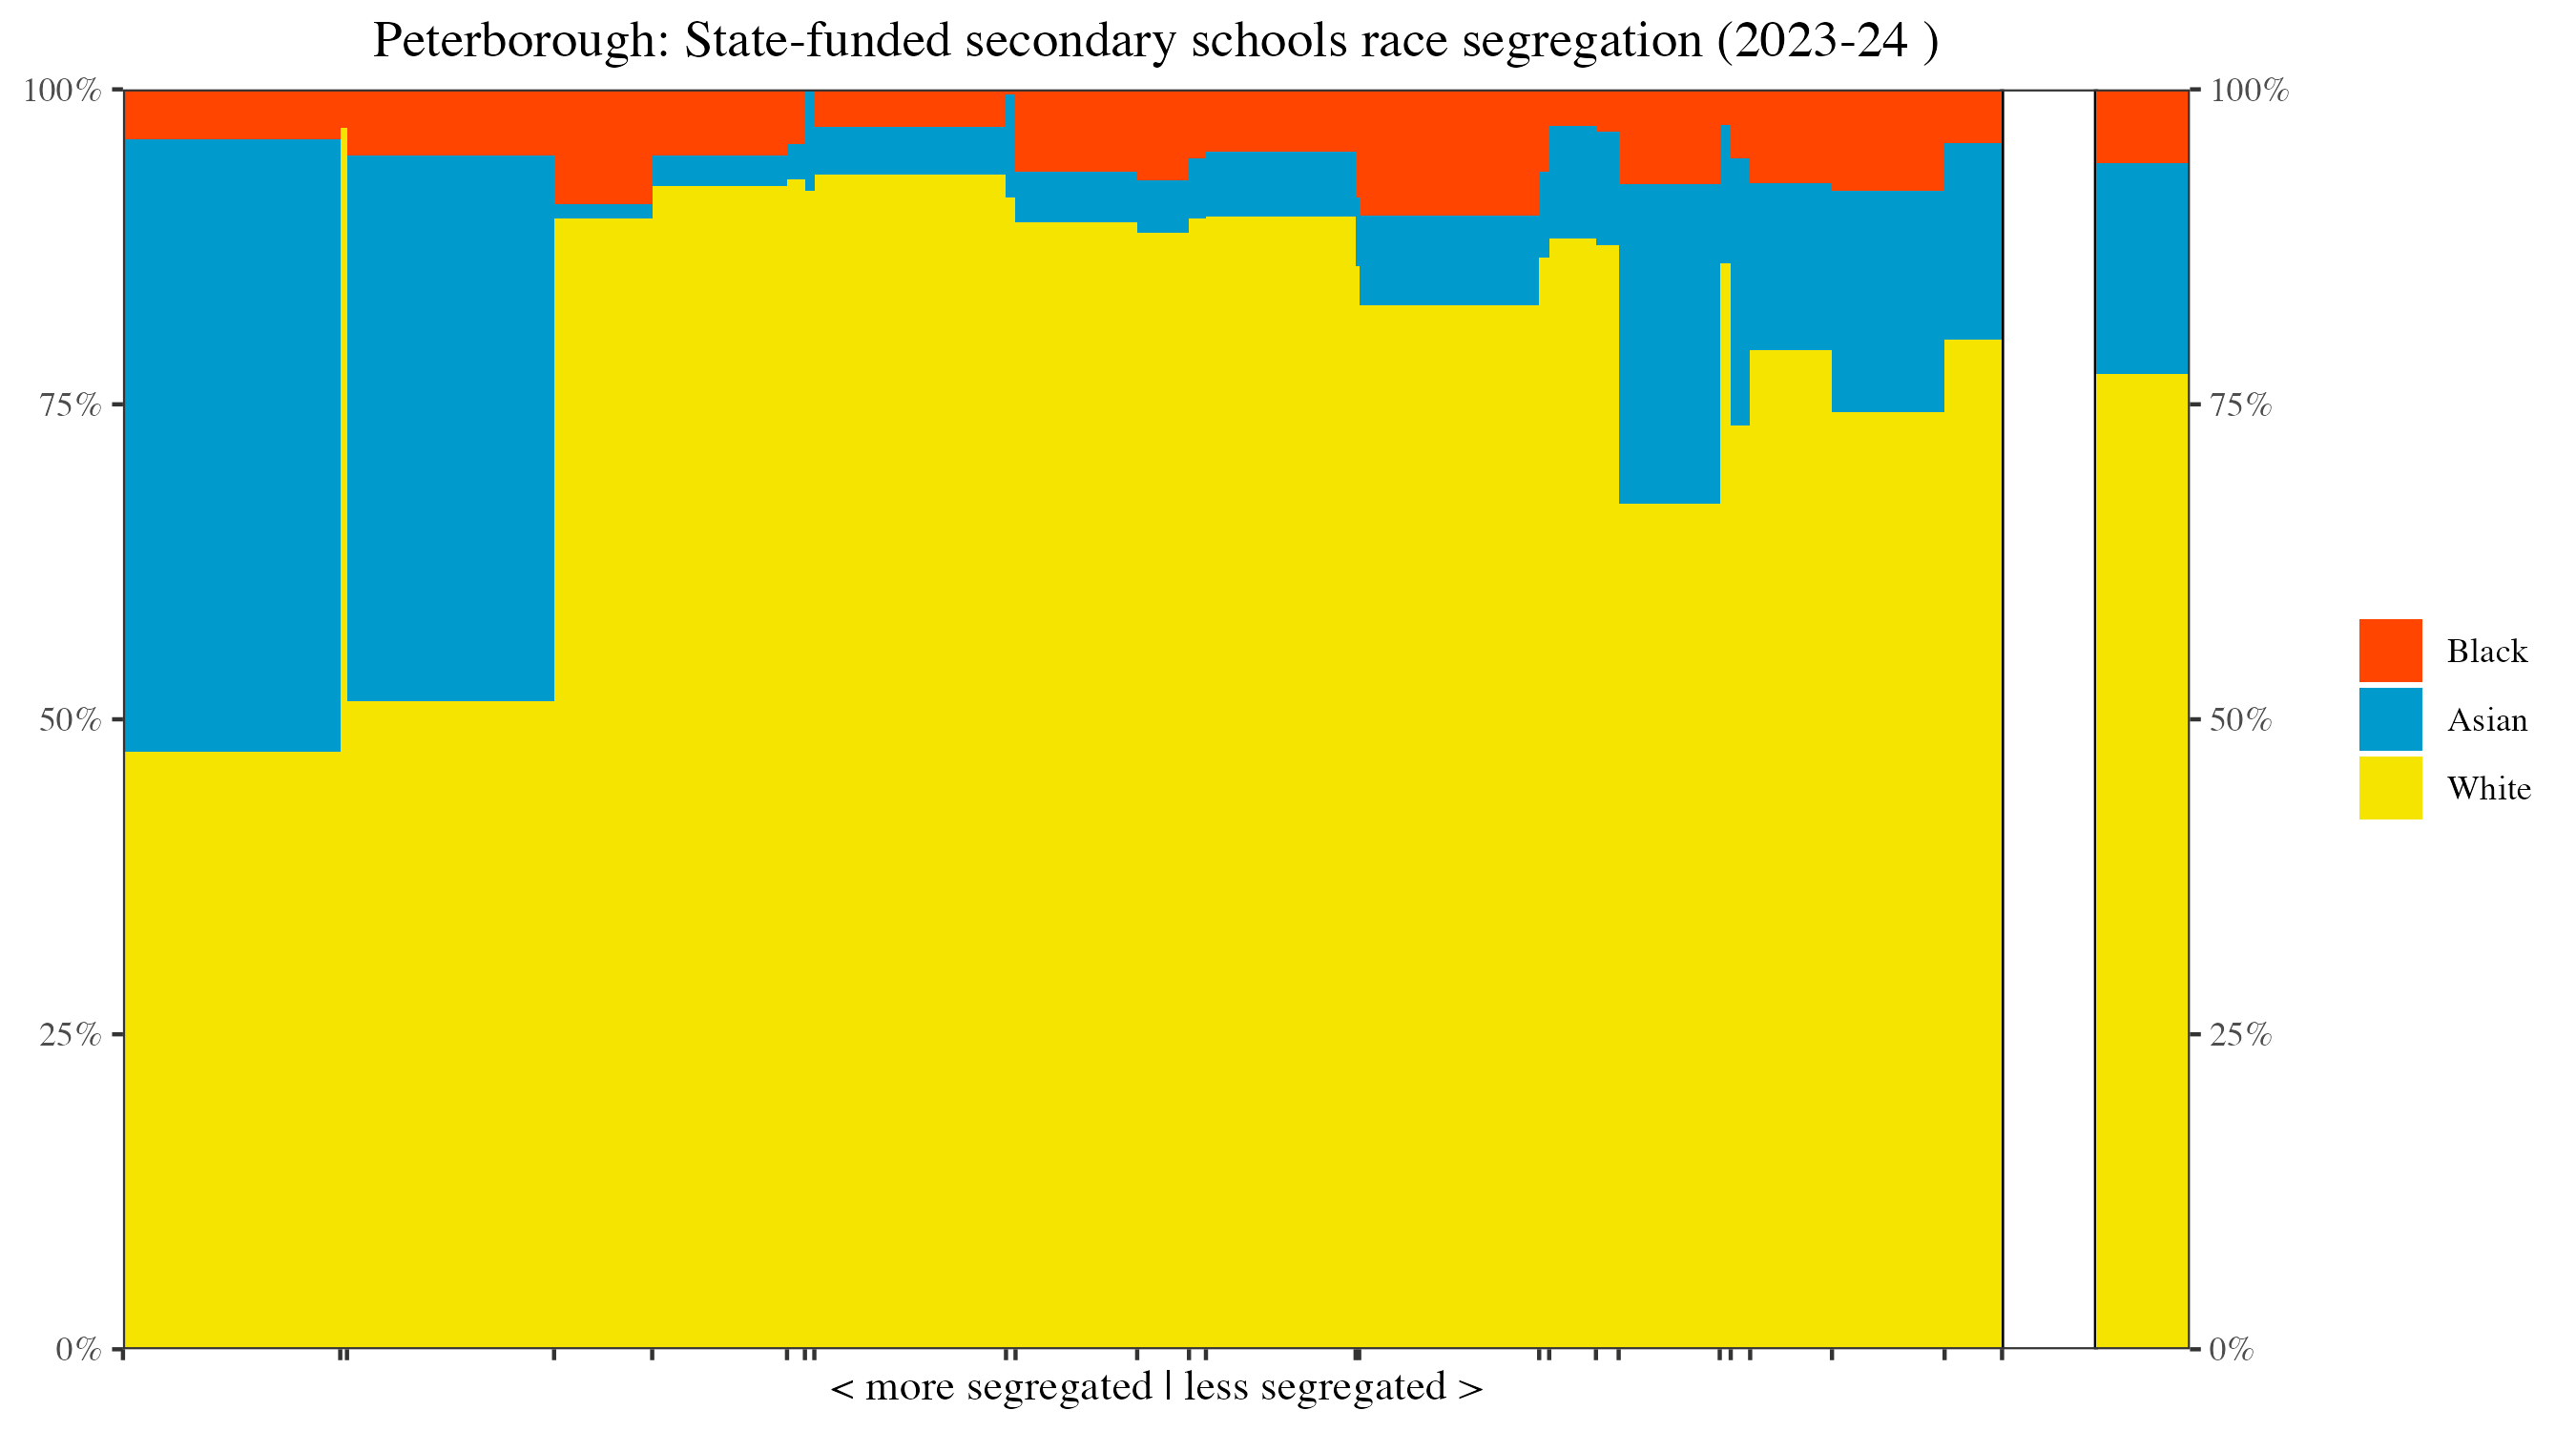 Peterborough: State-funded secondary schools race segregation (2023-24 )
100%
75%
50%
25%
0%
100%
75%
50%
25%
0%
Black
Asian
White
< more segregated | less segregated >